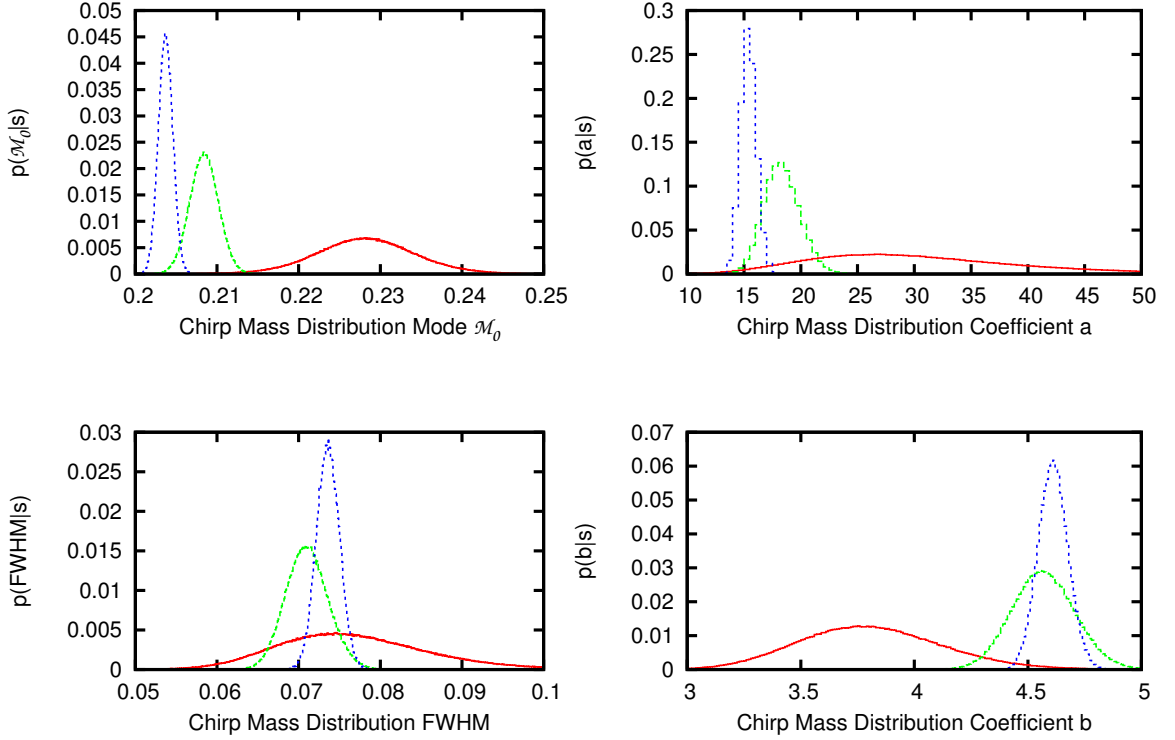 0.05
0.045
0.04
0.035
0.03
0.025
0.02
0.015
0.01
0.005
0
p(ℳ₀|s)
0.2 0.21 0.22 0.23 0.24 0.25
Chirp Mass Distribution Mode ℳ₀
0.3
0.25
0.2
0.15
0.1
0.05
0
p(a|s)
10 15 20 25 30 35 40 45 50
Chirp Mass Distribution Coefficient a
0.03
0.025
0.02
0.015
0.01
0.005
0
p(FWHM|s)
0.05 0.06 0.07 0.08 0.09 0.1
Chirp Mass Distribution FWHM
0.07
0.06
0.05
0.04
0.03
0.02
0.01
0
p(b|s)
3 3.5 4 4.5 5
Chirp Mass Distribution Coefficient b